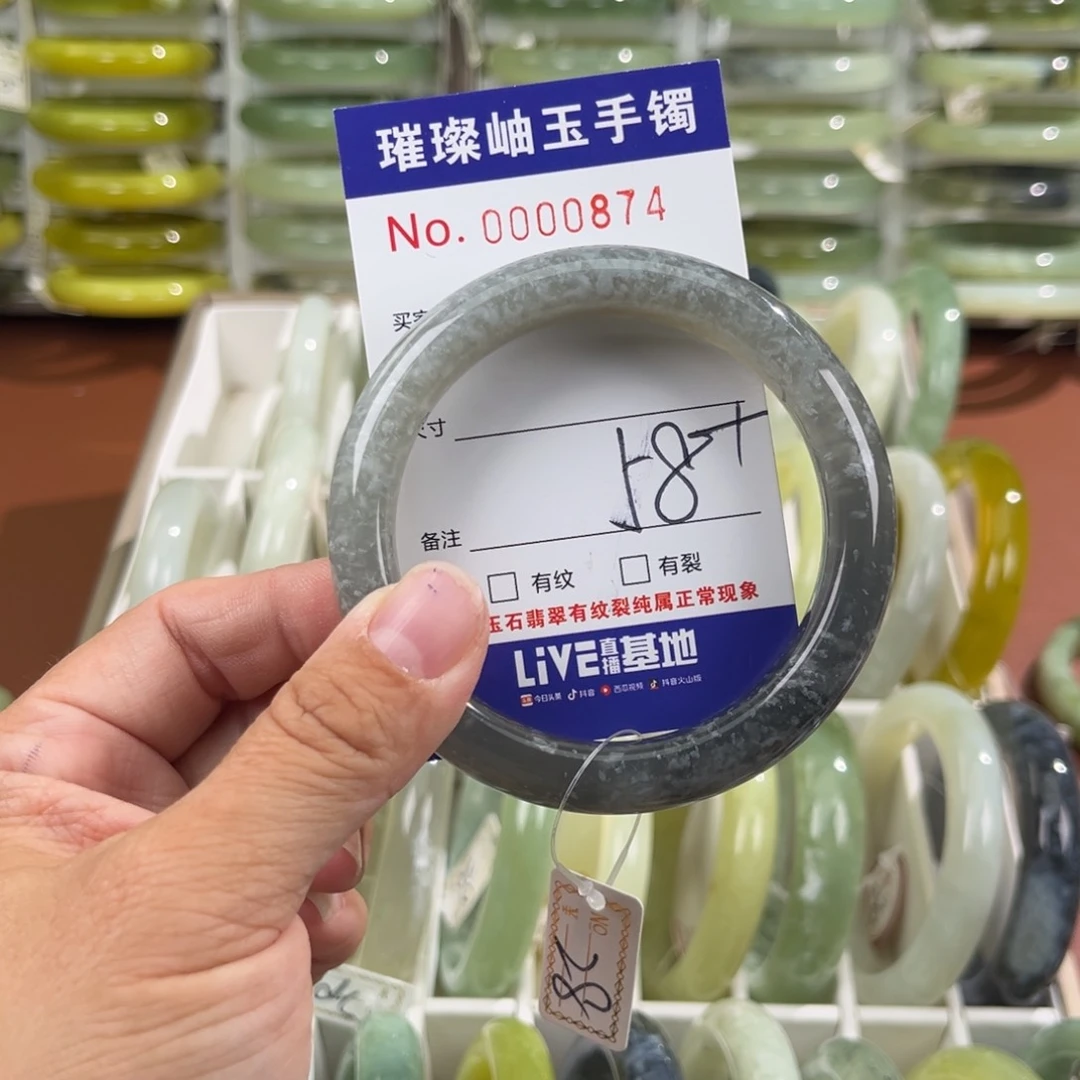 璀璨岫玉手镯
No. 0000874
买
寸
备注
有纹 有裂
玉石翡翠有纹裂纯属正常现象
LiVE直播基地
今日头条 抖音 西瓜视频 抖音火山版
NO